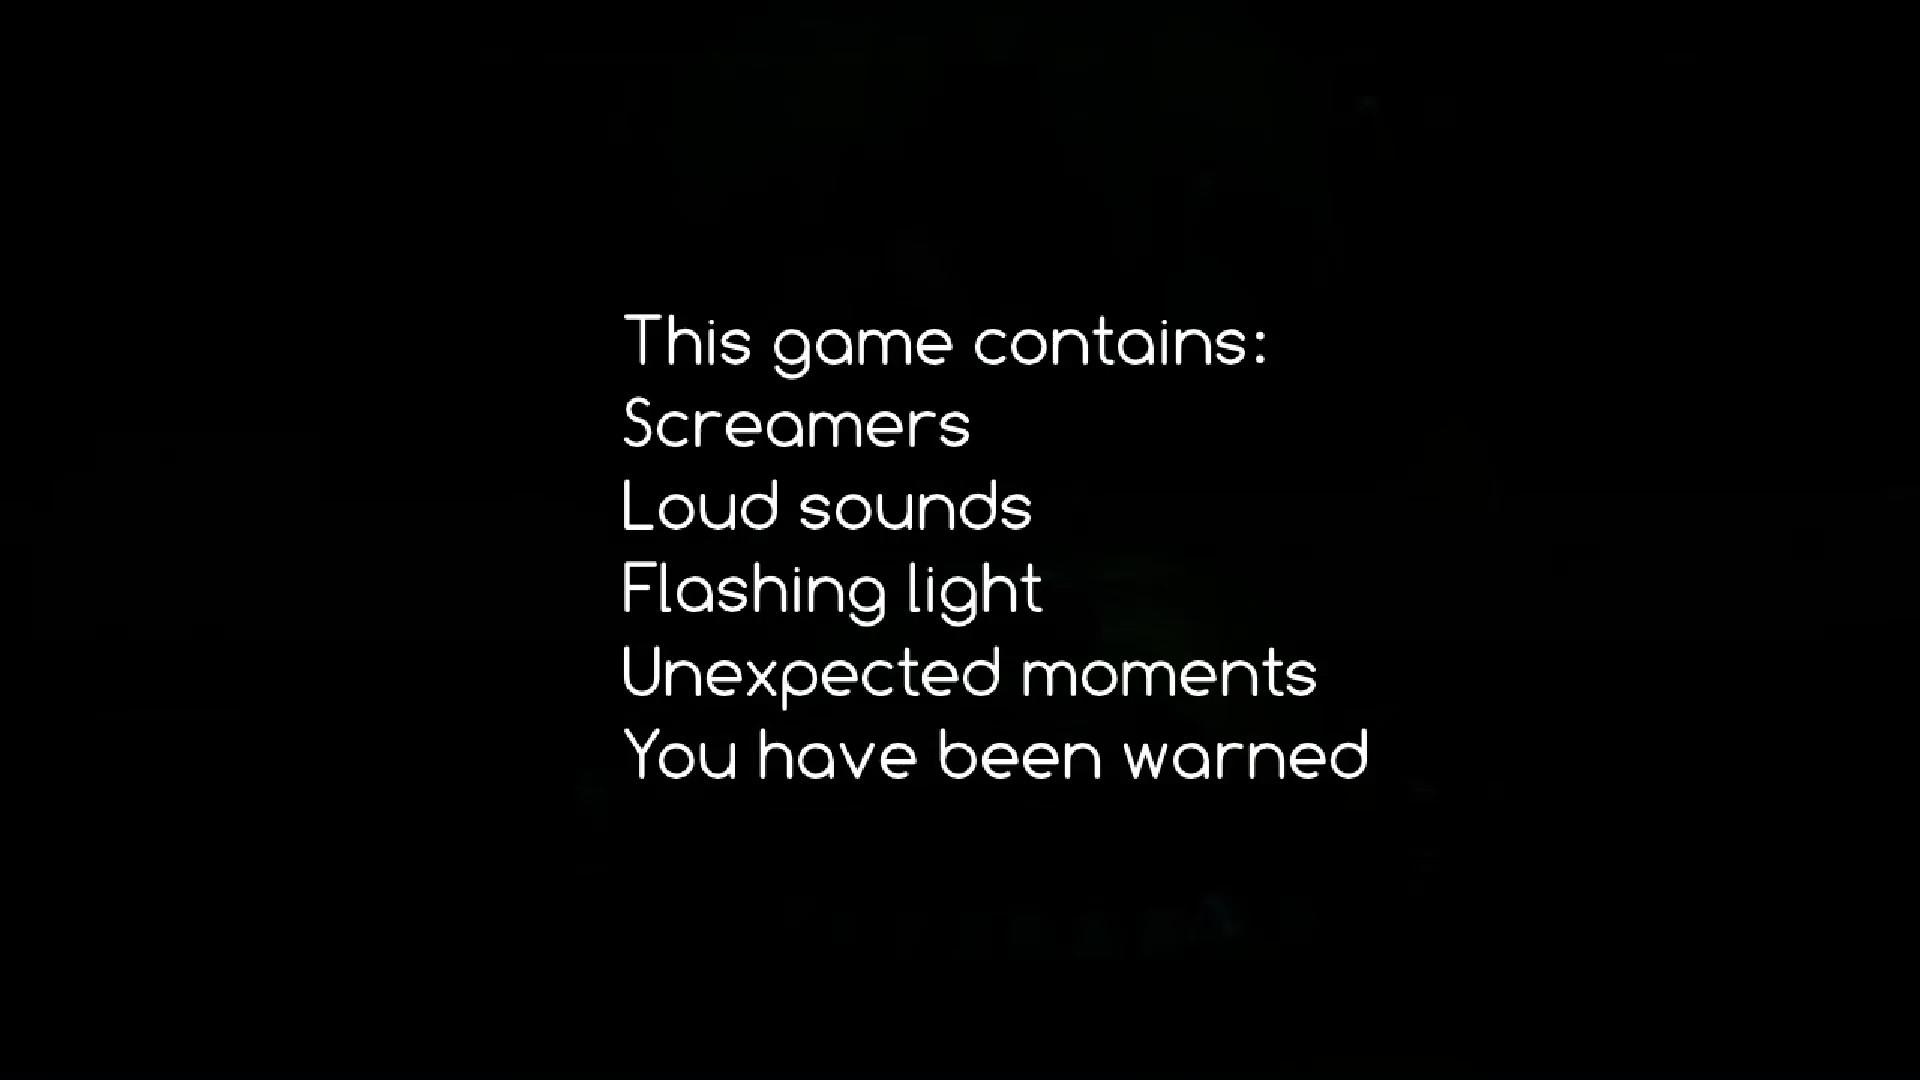 This game contains:
Screamers
Loud sounds
Flashing light
Unexpected moments
You have been warned